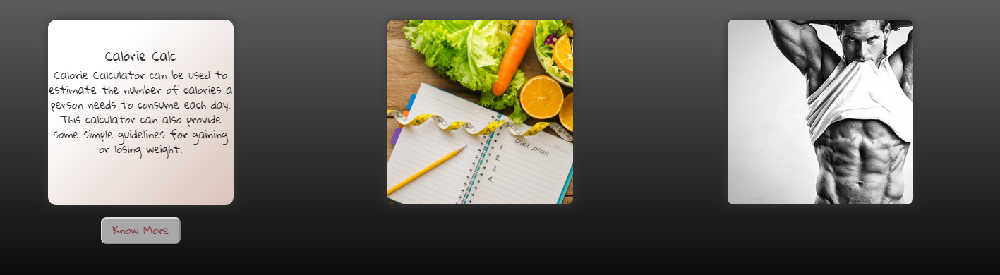 Calorie Calc
Calorie Calculator can be used to
estimate the number of calories a
person needs to consume each day.
This calculator can also provide
some simple guidelines for gaining
or losing weight.
Know More
Diet plan
1.
2.
3.
4.